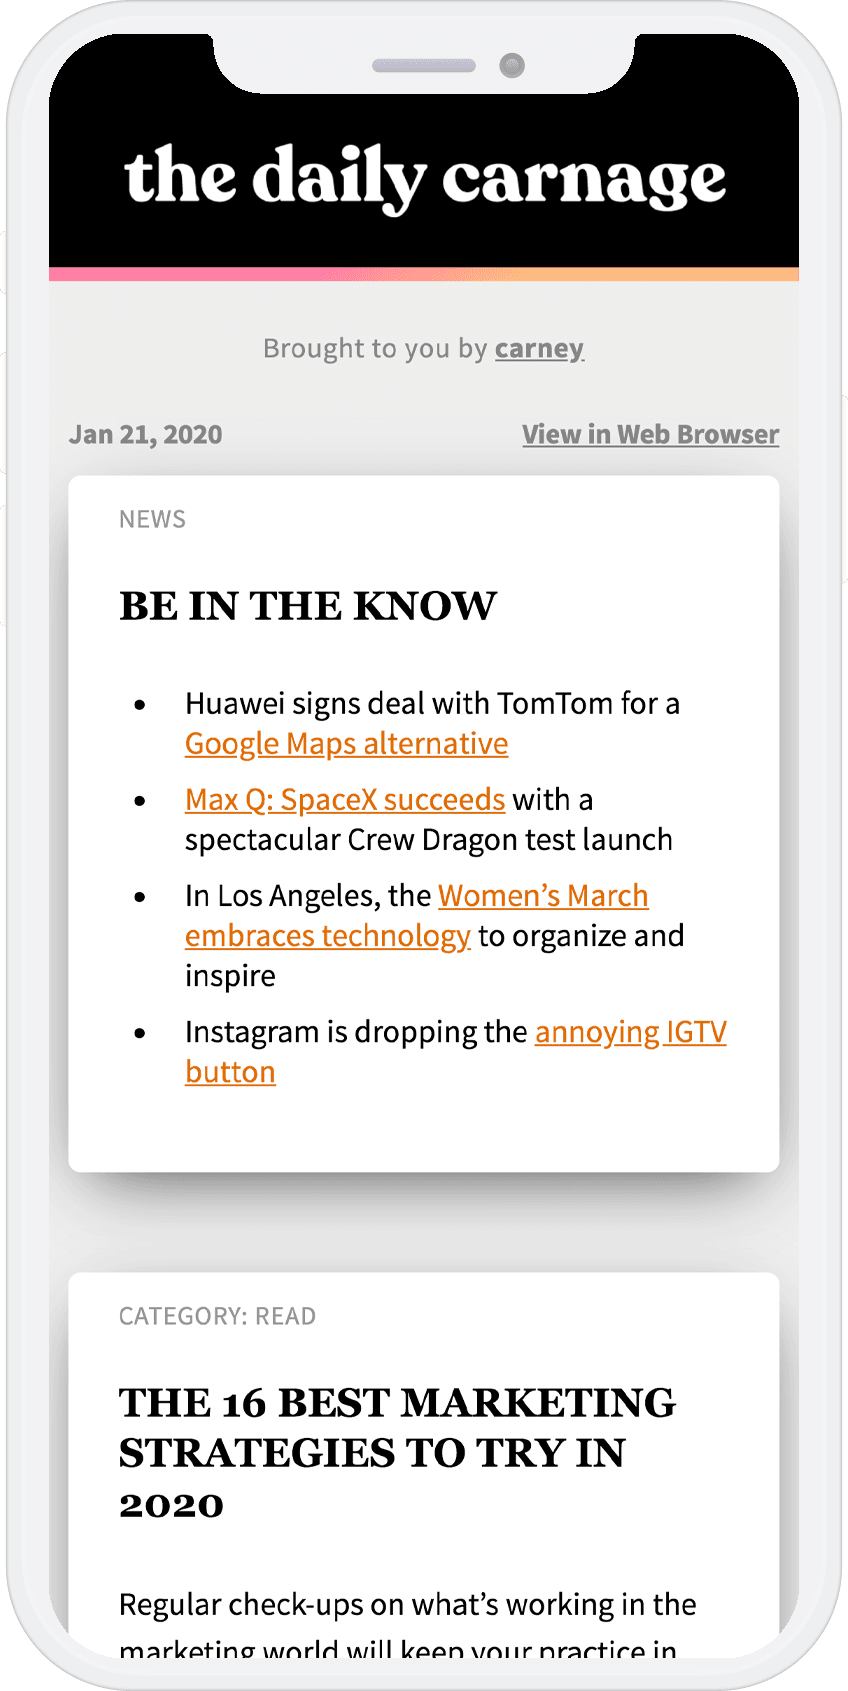 the daily carnage
Brought to you by carney
Jan 21, 2020
View in Web Browser
NEWS
BE IN THE KNOW
• Huawei signs deal with TomTom for a
Google Maps alternative
• Max Q: SpaceX succeeds with a
spectacular Crew Dragon test launch
• In Los Angeles, the Women’s March
embraces technology to organize and
inspire
• Instagram is dropping the annoying IGTV
button
CATEGORY: READ
THE 16 BEST MARKETING
STRATEGIES TO TRY IN
2020
Regular check-ups on what’s working in the
marketing world will keep your practice in